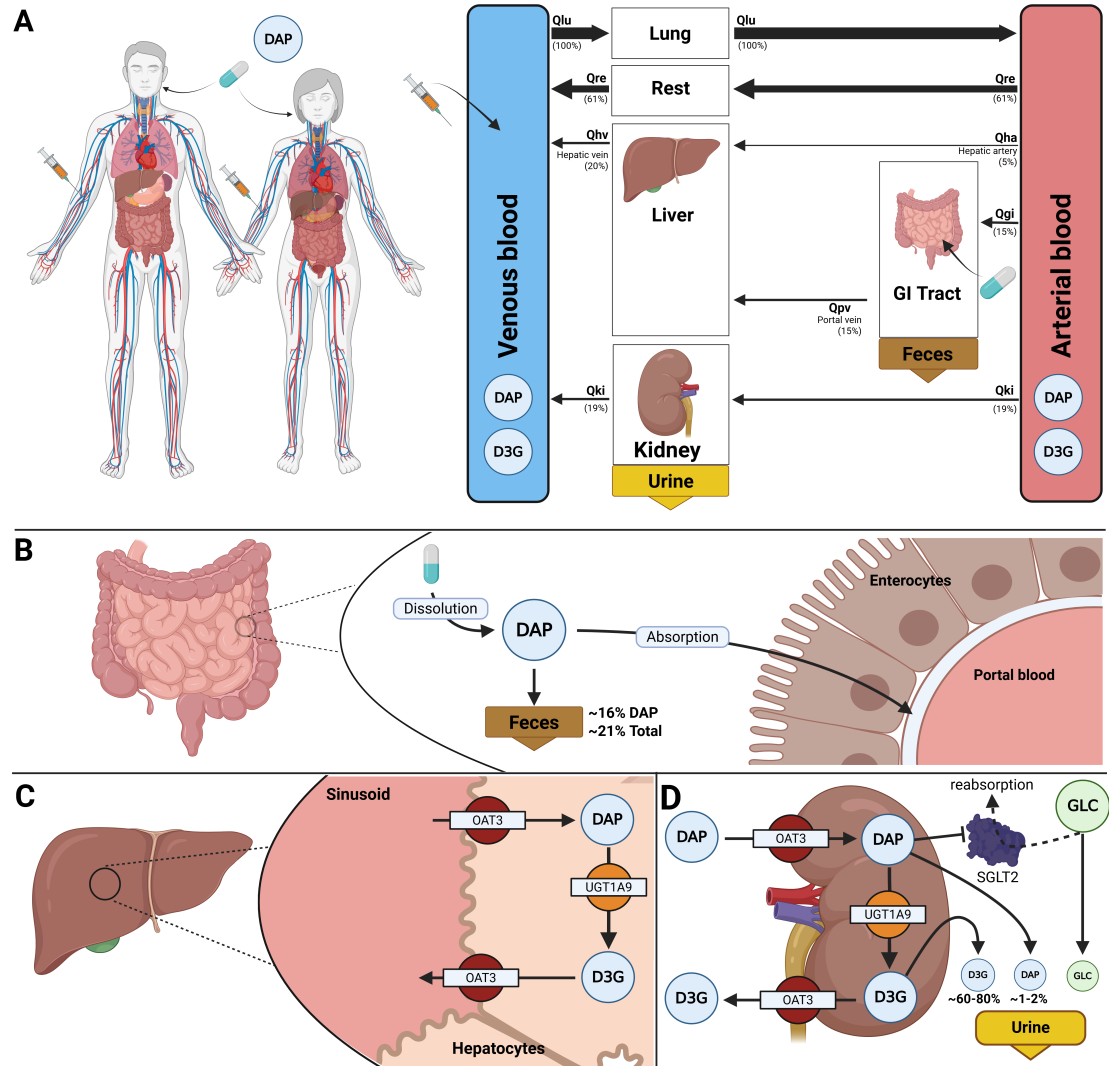 A
DAP
Venous blood
DAP
D3G
Qlu
(100%)
Lung
Qlu
(100%)
Qre
(61%)
Rest
Qre
(61%)
Qhv
Hepatic vein
(20%)
Liver
Qha
Hepatic artery
(5%)
Qgi
(15%)
GI Tract
Feces
Qpv
Portal vein
(15%)
Qki
(19%)
Kidney
Urine
Qki
(19%)
Arterial blood
DAP
D3G
B
Dissolution
DAP
Absorption
Feces
~16% DAP
~21% Total
Enterocytes
Portal blood
C
Sinusoid
OAT3
DAP
UGT1A9
OAT3
D3G
Hepatocytes
D
DAP
OAT3
DAP
reabsorption
SGLT2
GLC
UGT1A9
D3G
OAT3
D3G
D3G
~60-80%
DAP
~1-2%
GLC
Urine